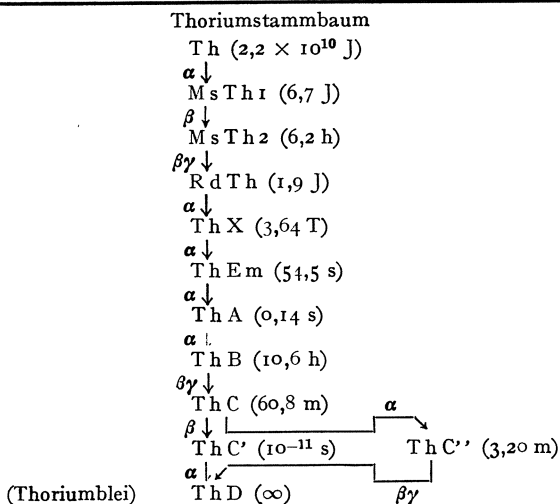 Thoriumstammbaum
Th (2,2 × 10¹⁰ J)
α
MsTh1 (6,7 J)
β
MsTh2 (6,2 h)
βγ
RdTh (1,9 J)
α
ThX (3,64 T)
α
ThEm (54,5 s)
α
ThA (0,14 s)
α
ThB (10,6 h)
βγ
ThC (60,8 m) α
β
ThC' (10⁻¹¹ s) ThC'' (3,20 m)
α βγ
(Thoriumblei) ThD (∞)